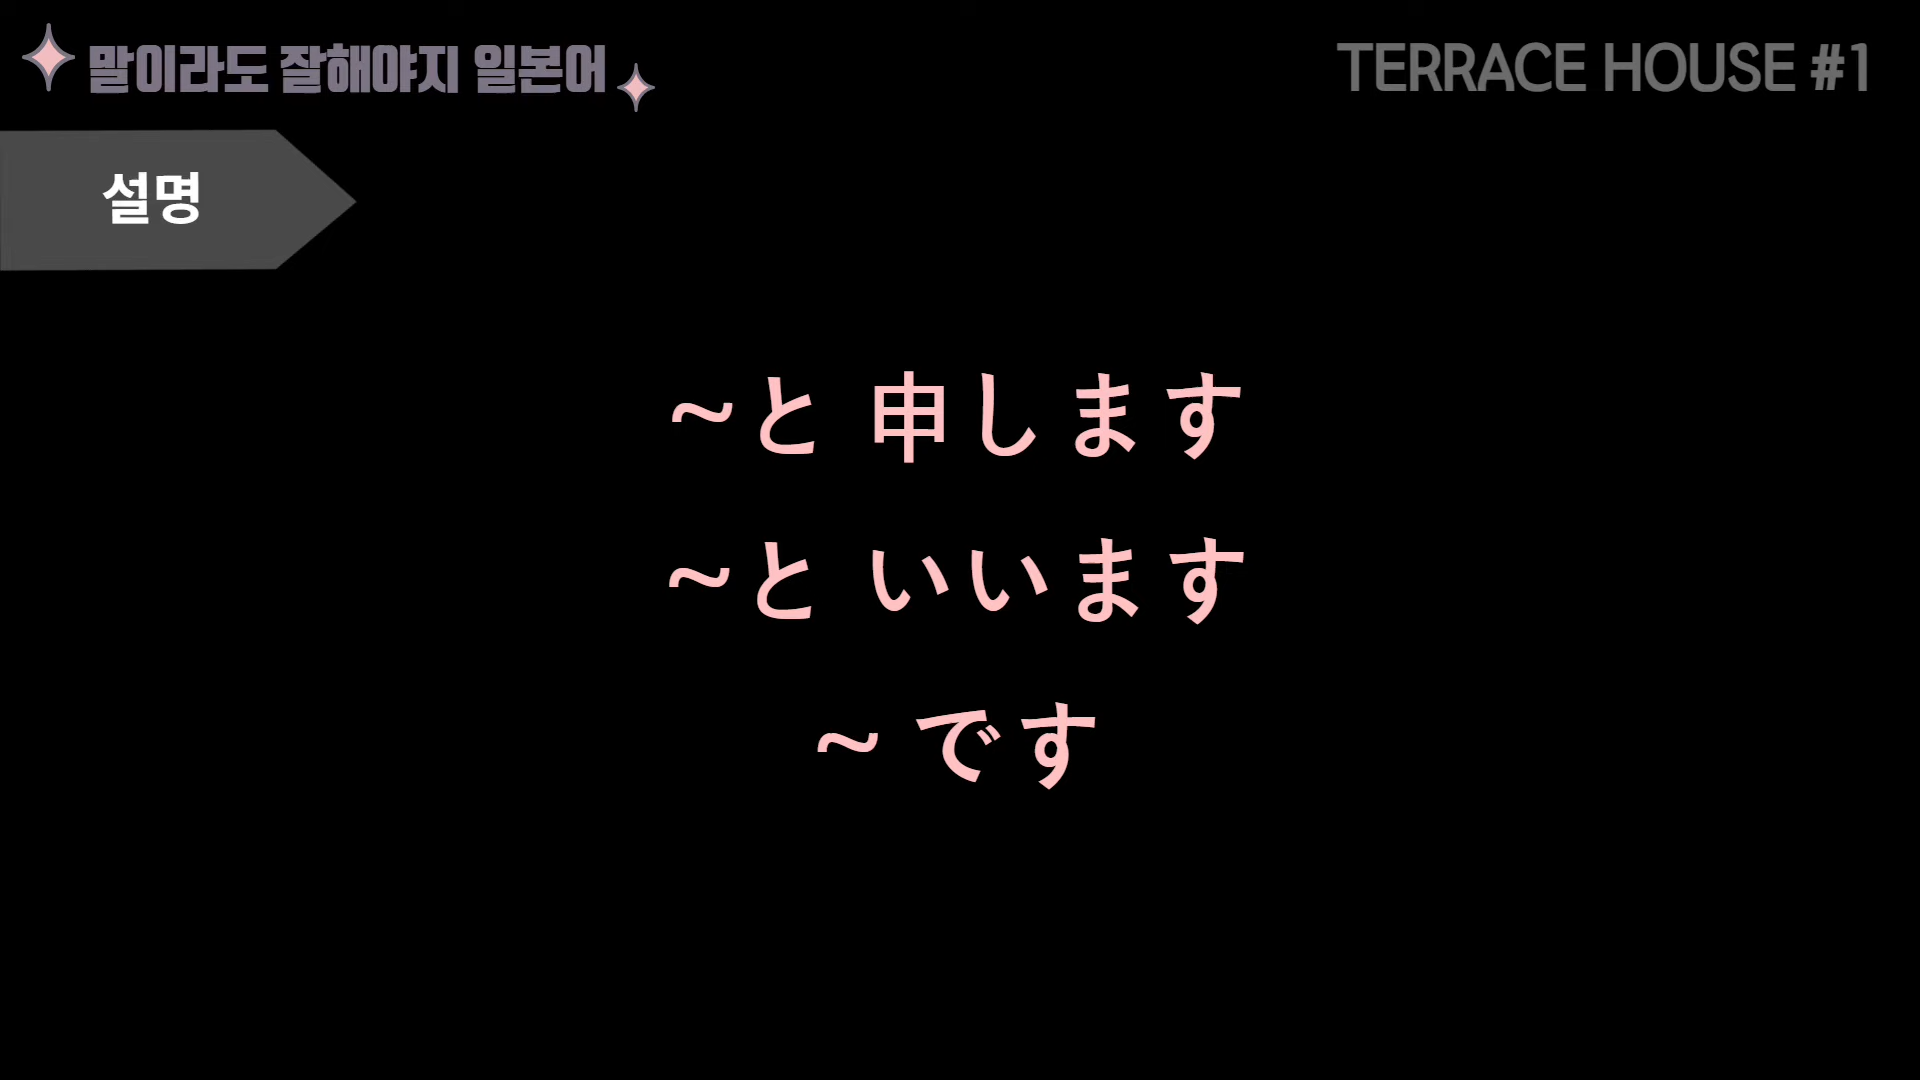 말이라도 잘해야지 일본어
TERRACE HOUSE #1
설명
~と 申します
~と いいます
~ です